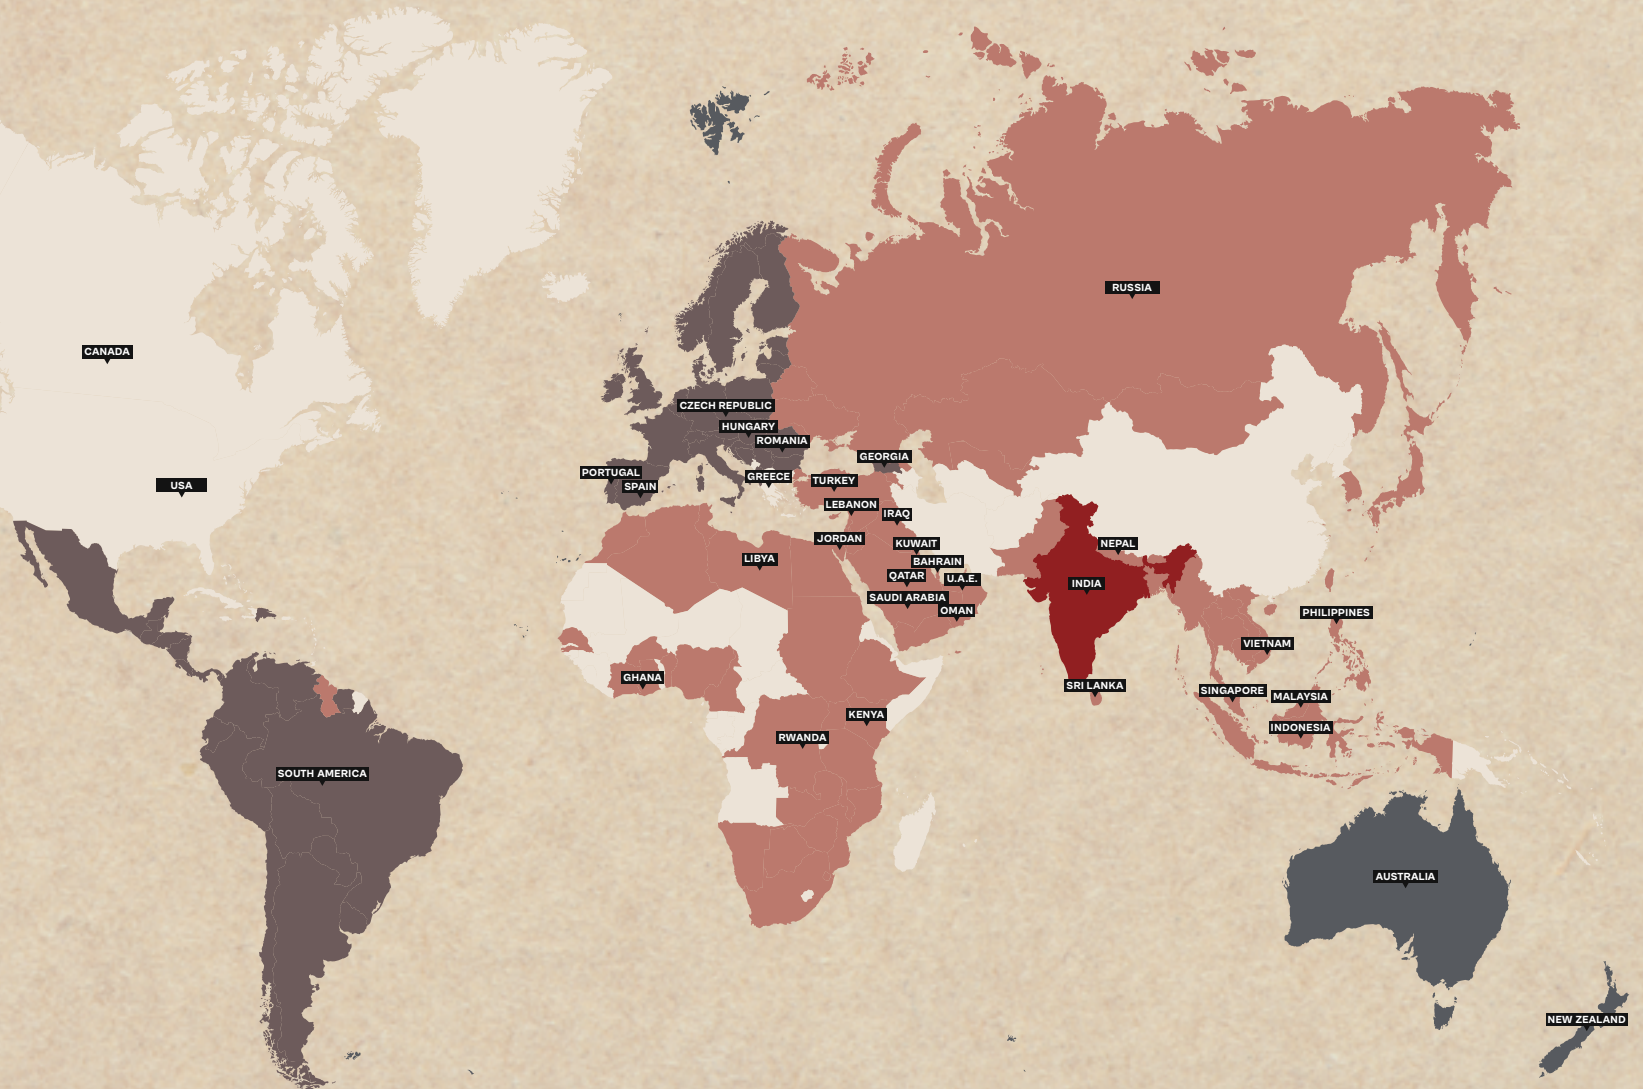 RUSSIA
CANADA
CZECH REPUBLIC
HUNGARY
ROMANIA
GEORGIA
PORTUGAL
GREECE
TURKEY
USA
SPAIN
LEBANON
IRAQ
JORDAN
KUWAIT
NEPAL
LIBYA
BAHRAIN
QATAR
U.A.E.
INDIA
SAUDI ARABIA
OMAN
PHILIPPINES
VIETNAM
GHANA
SRI LANKA
SINGAPORE
MALAYSIA
KENYA
INDONESIA
RWANDA
SOUTH AMERICA
AUSTRALIA
NEW ZEALAND